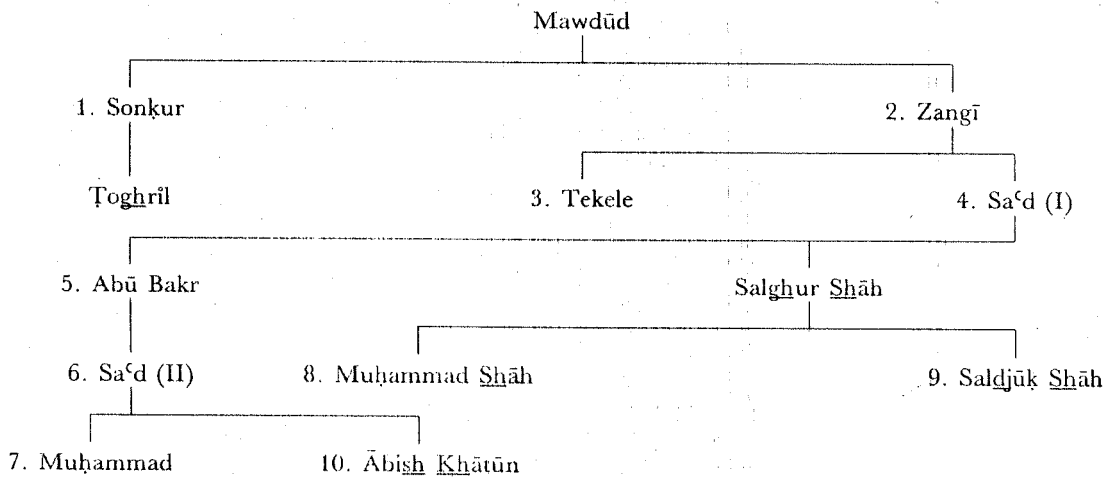 Mawdūd
1. Sonḳur 2. Zangī
Ṭoghri̊l 3. Tekele 4. Saʿd (I)
5. Abū Bakr Salghur Shāh
6. Saʿd (II) 8. Muḥammad Shāh 9. Saldjūḳ Shāh
7. Muḥammad 10. Ābish Khātūn